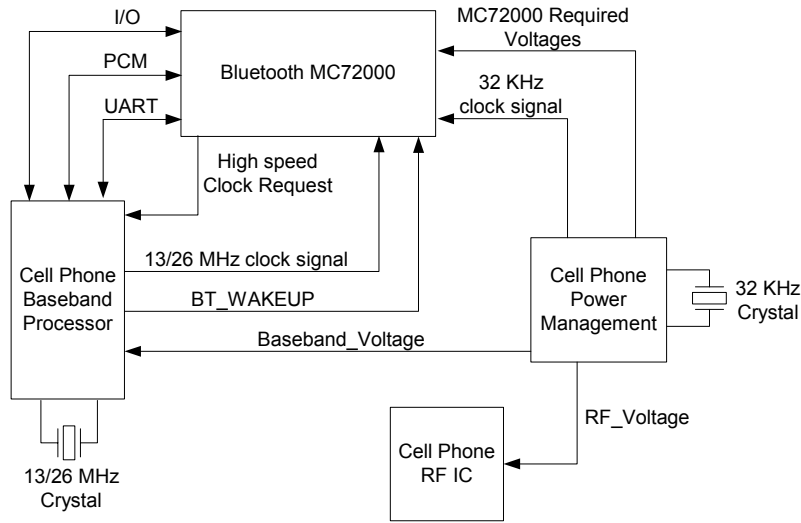 I/O
MC72000 Required
Voltages
PCM
Bluetooth MC72000
32 KHz
clock signal
UART
High speed
Clock Request
Cell Phone
Baseband
Processor
13/26 MHz clock signal
BT_WAKEUP
Cell Phone
Power
Management
32 KHz
Crystal
Baseband_Voltage
RF_Voltage
Cell Phone
RF IC
13/26 MHz
Crystal